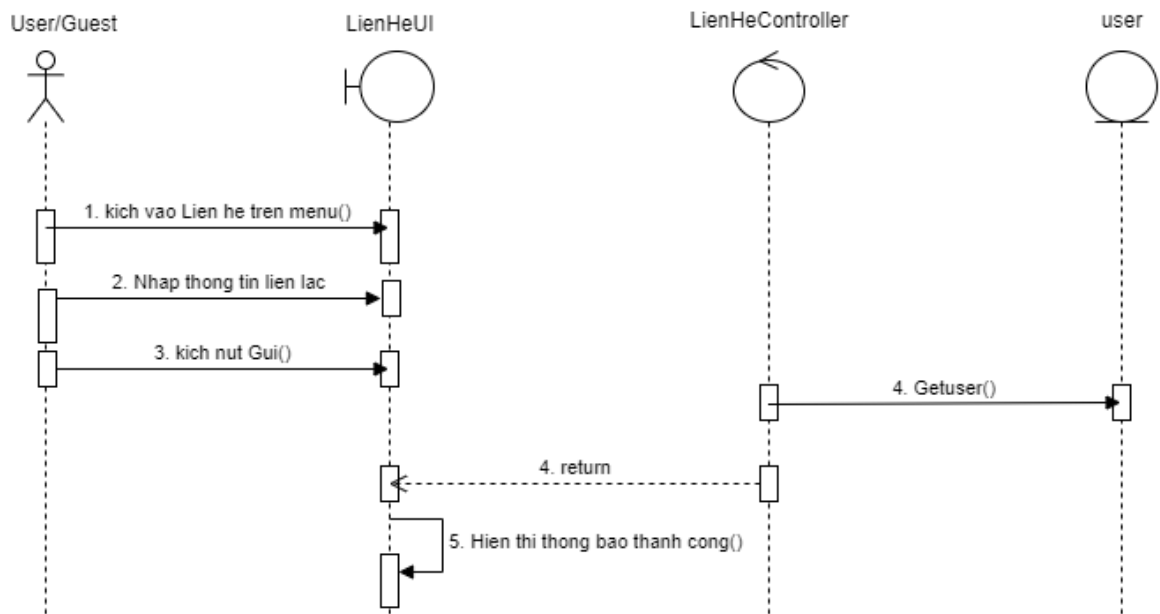 User/Guest
LienHeUI
LienHeController
user
1. kich vao Lien he tren menu()
2. Nhap thong tin lien lac
3. kich nut Gui()
4. Getuser()
4. return
5. Hien thi thong bao thanh cong()